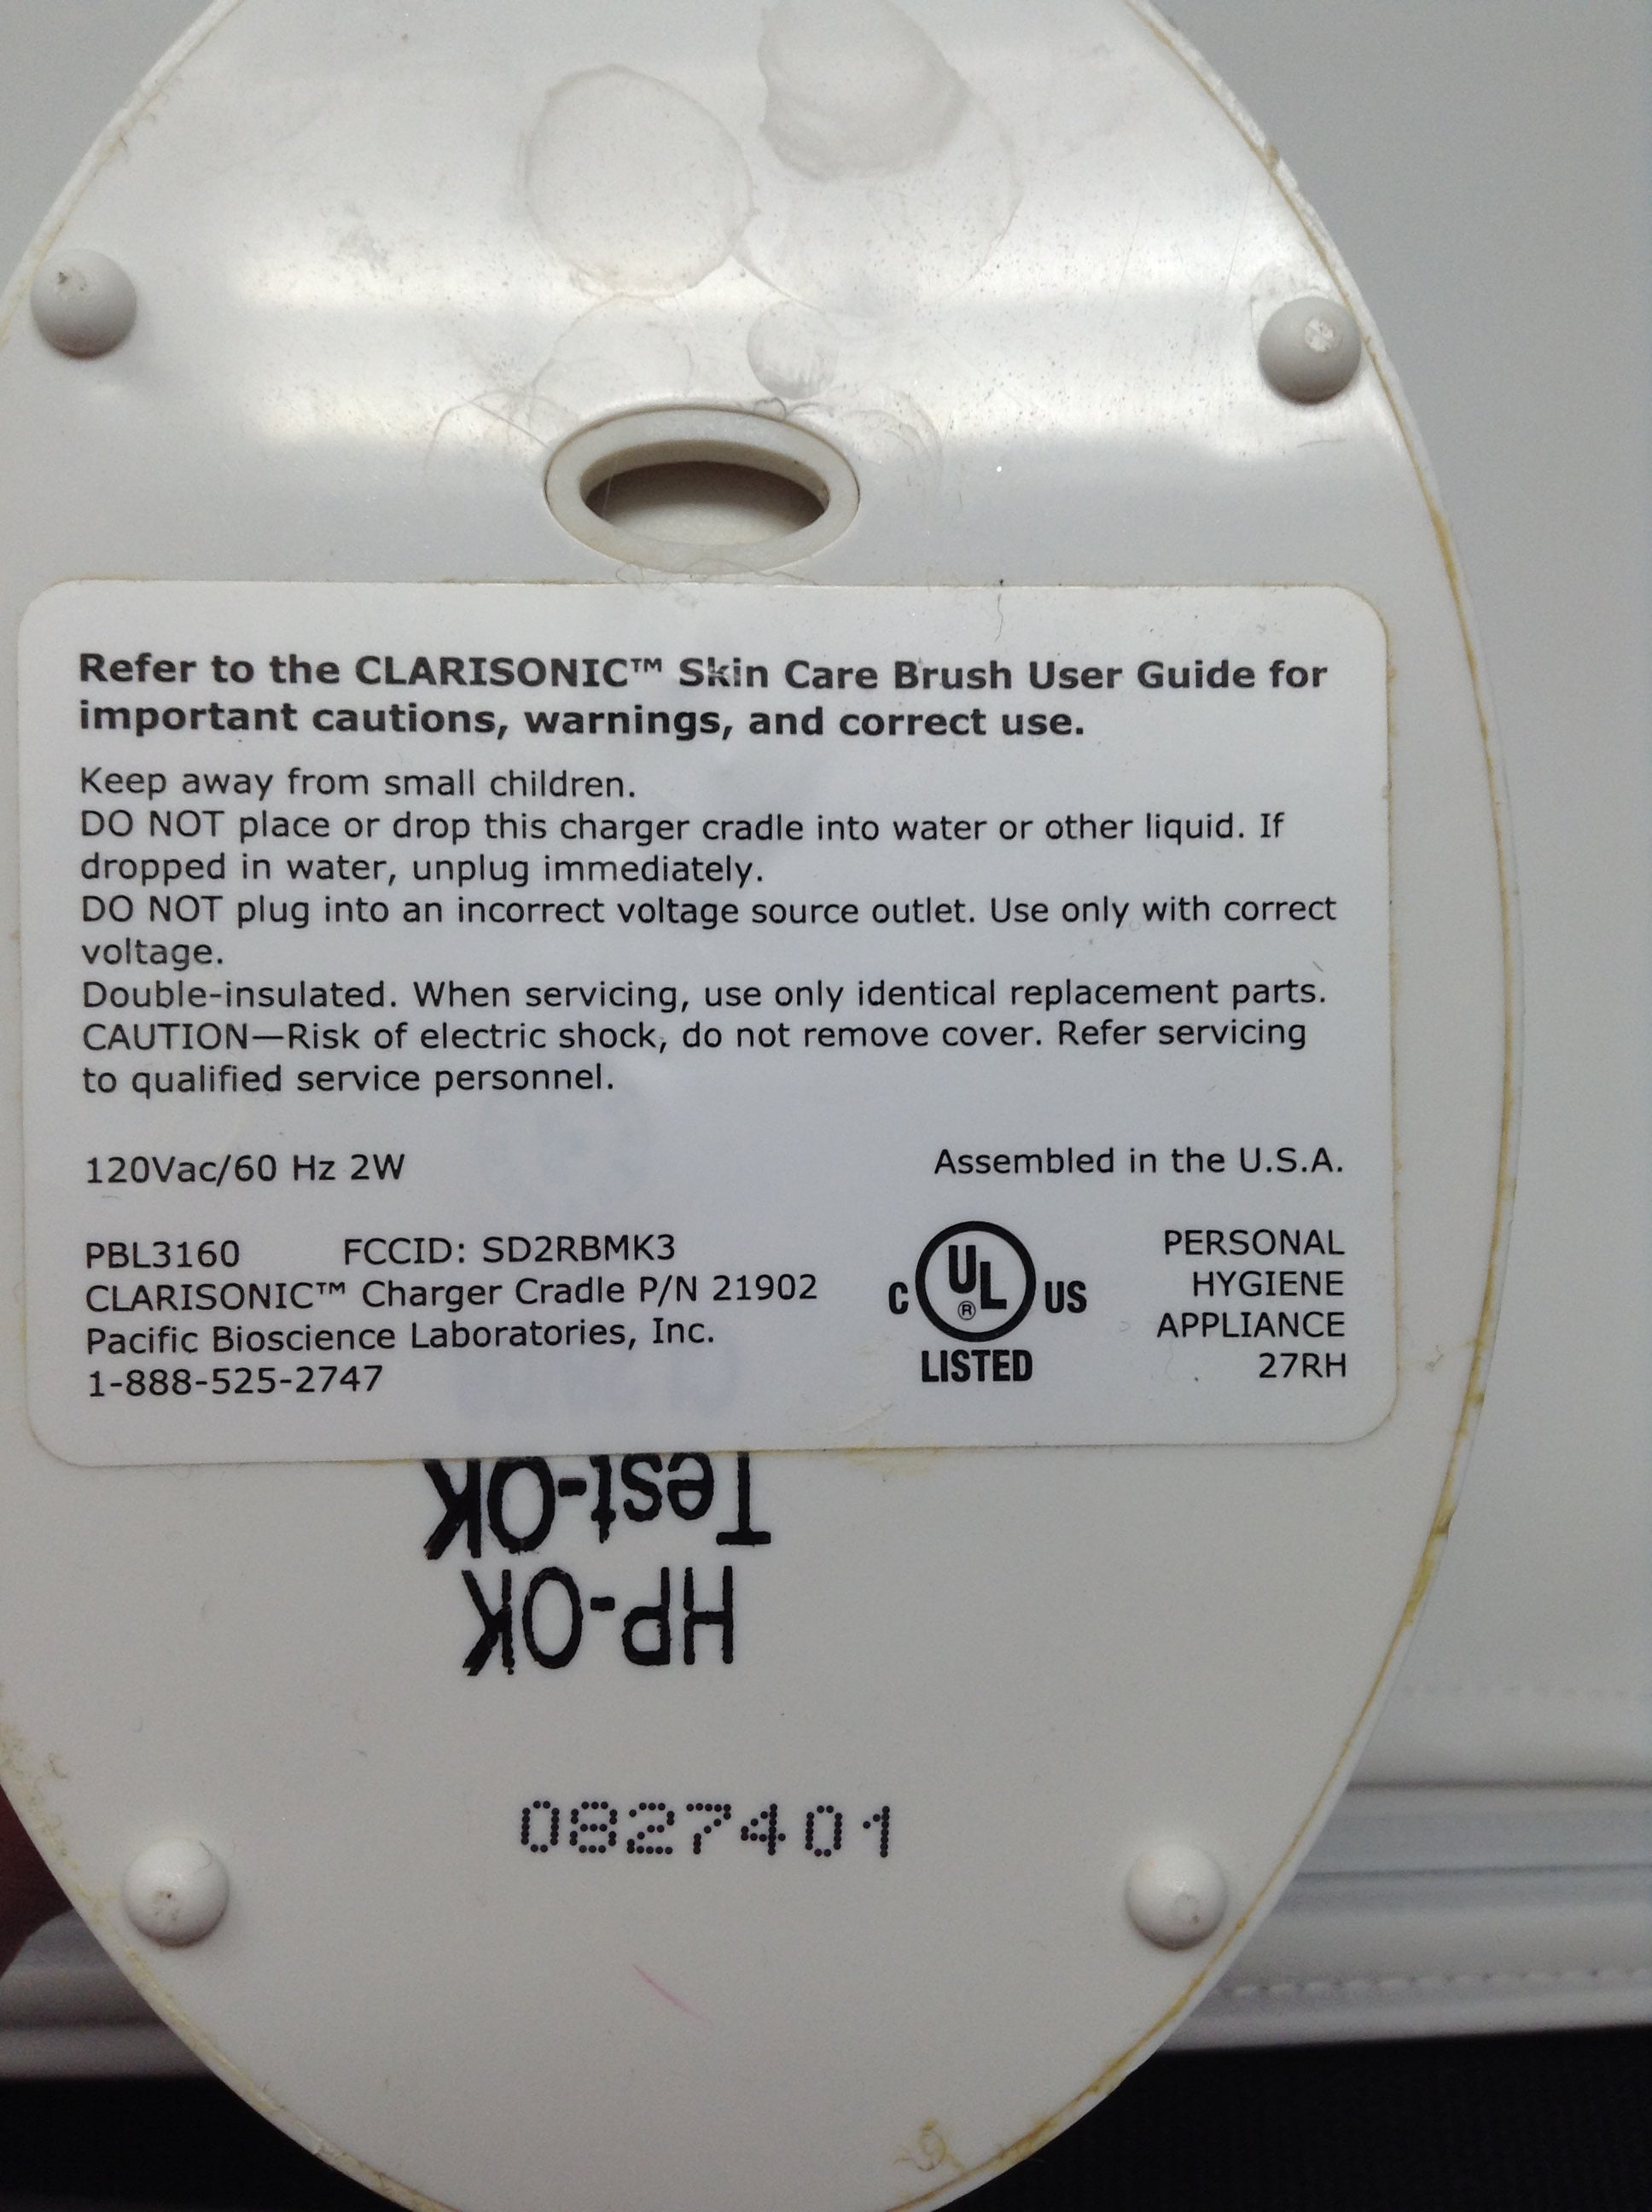 Refer to the CLARISONIC™ Skin Care Brush User Guide for
important cautions, warnings, and correct use.
Keep away from small children.
DO NOT place or drop this charger cradle into water or other liquid. If
dropped in water, unplug immediately.
DO NOT plug into an incorrect voltage source outlet. Use only with correct
voltage.
Double-insulated. When servicing, use only identical replacement parts.
CAUTION—Risk of electric shock, do not remove cover. Refer servicing
to qualified service personnel.
120Vac/60 Hz 2W
Assembled in the U.S.A.
PBL3160 FCCID: SD2RBMK3
CLARISONIC™ Charger Cradle P/N 21902
Pacific Bioscience Laboratories, Inc.
1-888-525-2747
C UL ® US
LISTED
PERSONAL
HYGIENE
APPLIANCE
27RH
HP-OK
Test-OK
0827401